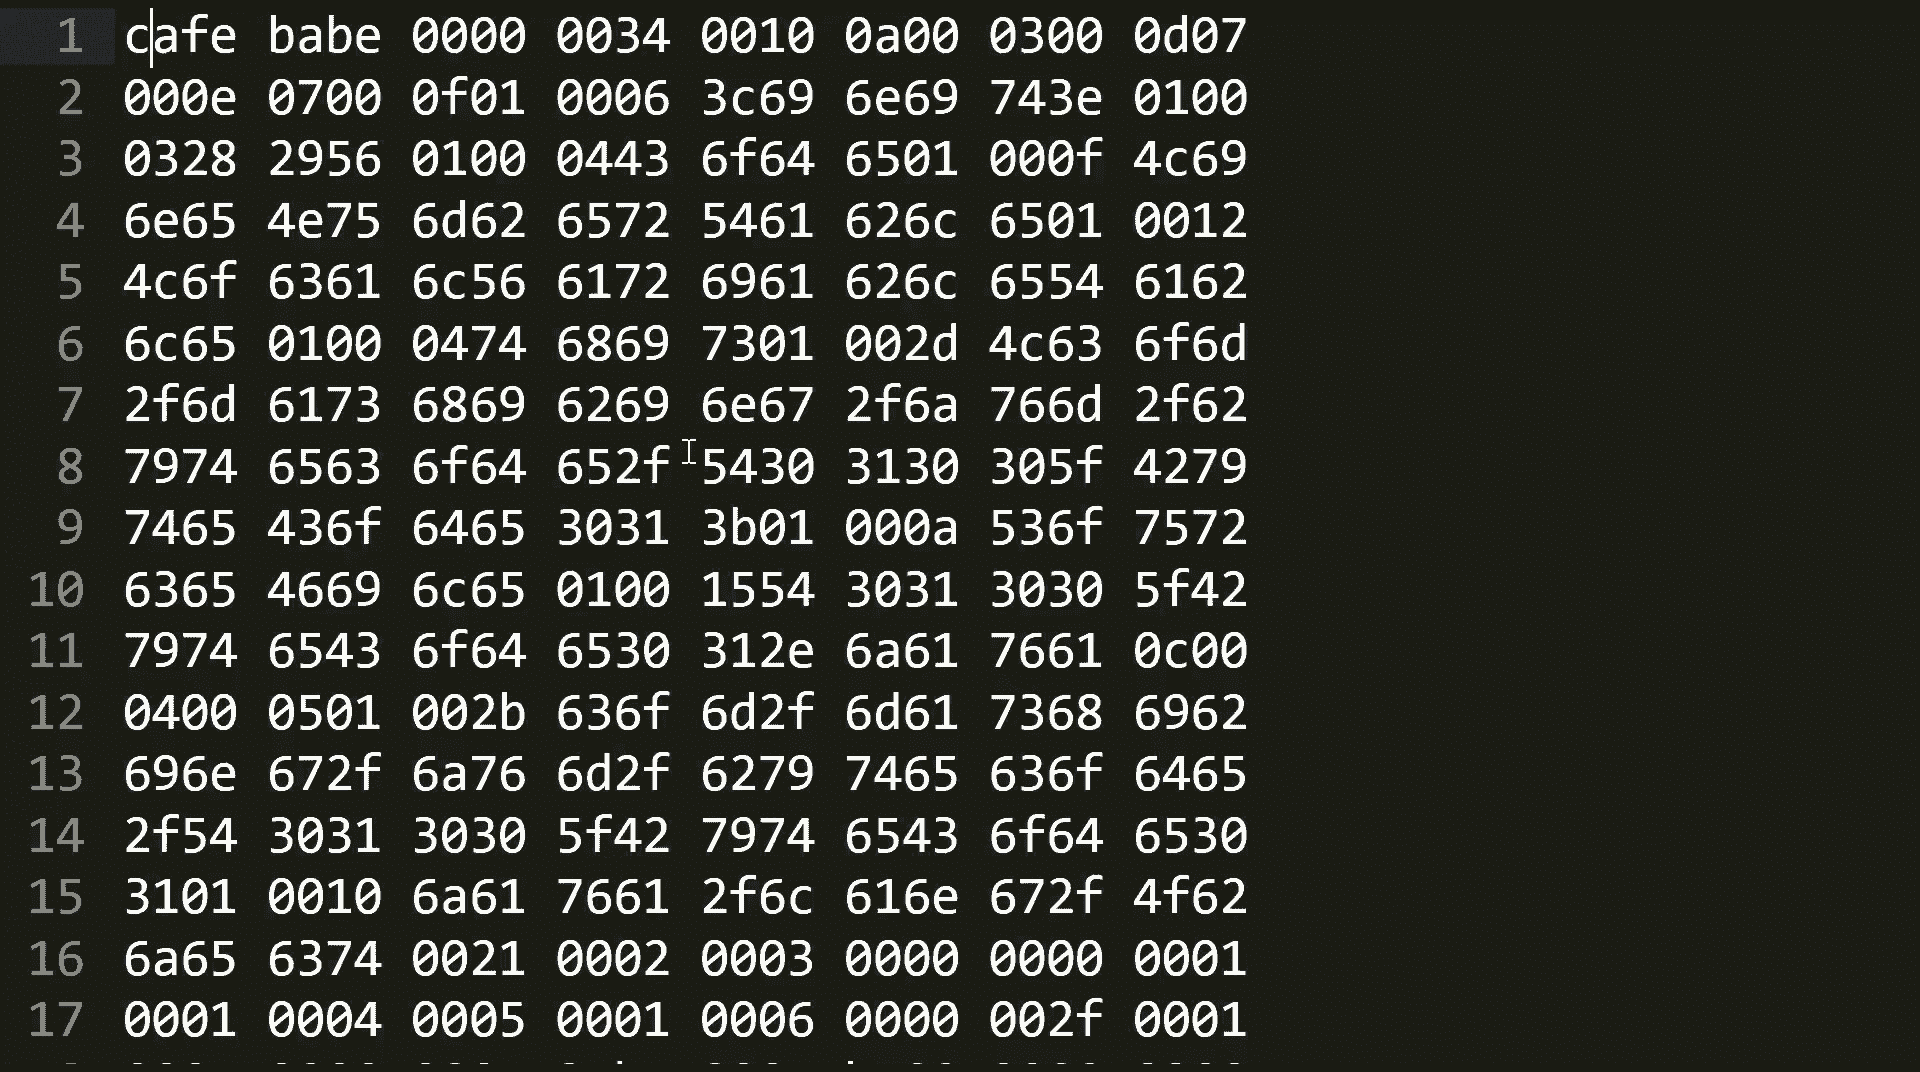 1 cafe babe 0000 0034 0010 0a00 0300 0d07
2 000e 0700 0f01 0006 3c69 6e69 743e 0100
3 0328 2956 0100 0443 6f64 6501 000f 4c69
4 6e65 4e75 6d62 6572 5461 626c 6501 0012
5 4c6f 6361 6c56 6172 6961 626c 6554 6162
6 6c65 0100 0474 6869 7301 002d 4c63 6f6d
7 2f6d 6173 6869 6269 6e67 2f6a 766d 2f62
8 7974 6563 6f64 652f 5430 3130 305f 4279
9 7465 436f 6465 3031 3b01 000a 536f 7572
10 6365 4669 6c65 0100 1554 3031 3030 5f42
11 7974 6543 6f64 6530 312e 6a61 7661 0c00
12 0400 0501 002b 636f 6d2f 6d61 7368 6962
13 696e 672f 6a76 6d2f 6279 7465 636f 6465
14 2f54 3031 3030 5f42 7974 6543 6f64 6530
15 3101 0010 6a61 7661 2f6c 616e 672f 4f62
16 6a65 6374 0021 0002 0003 0000 0000 0001
17 0001 0004 0005 0001 0006 0000 002f 0001